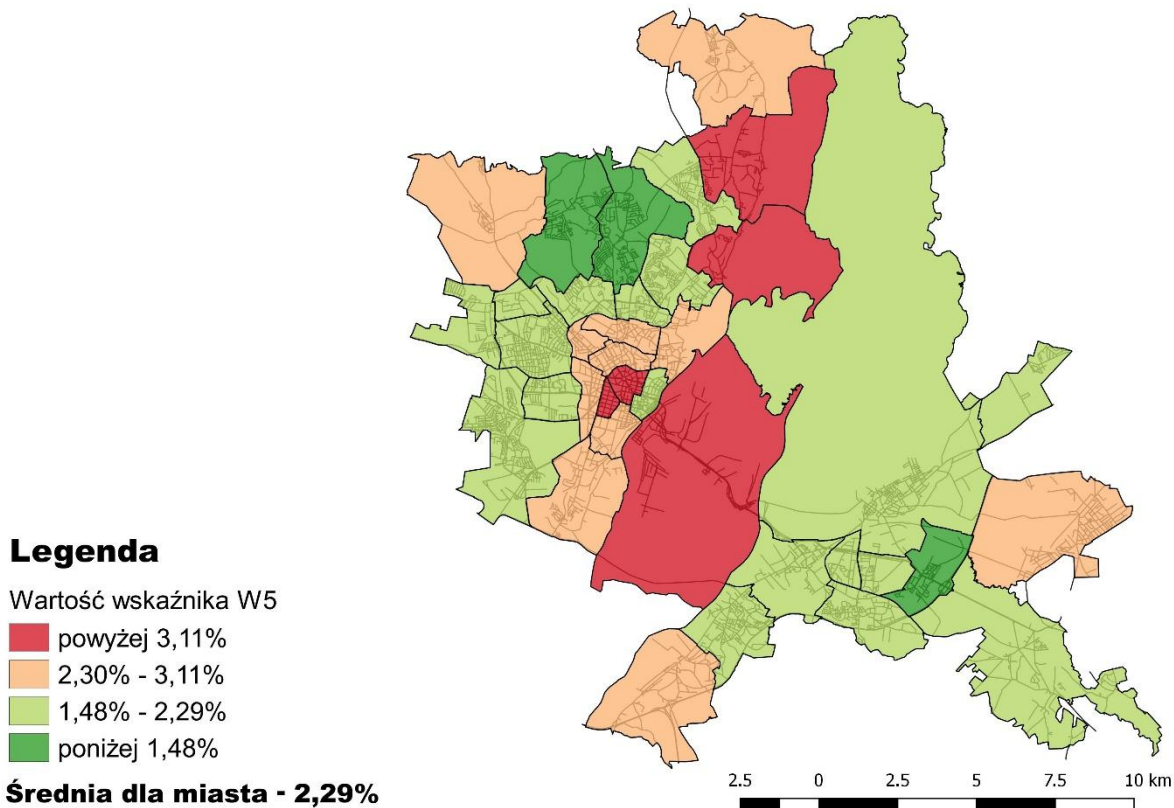 Legenda
Wartość wskaźnika W5
powyżej 3,11%
2,30% - 3,11%
1,48% - 2,29%
poniżej 1,48%
Średnia dla miasta - 2,29%
2.5 0 2.5 5 7.5 10 km